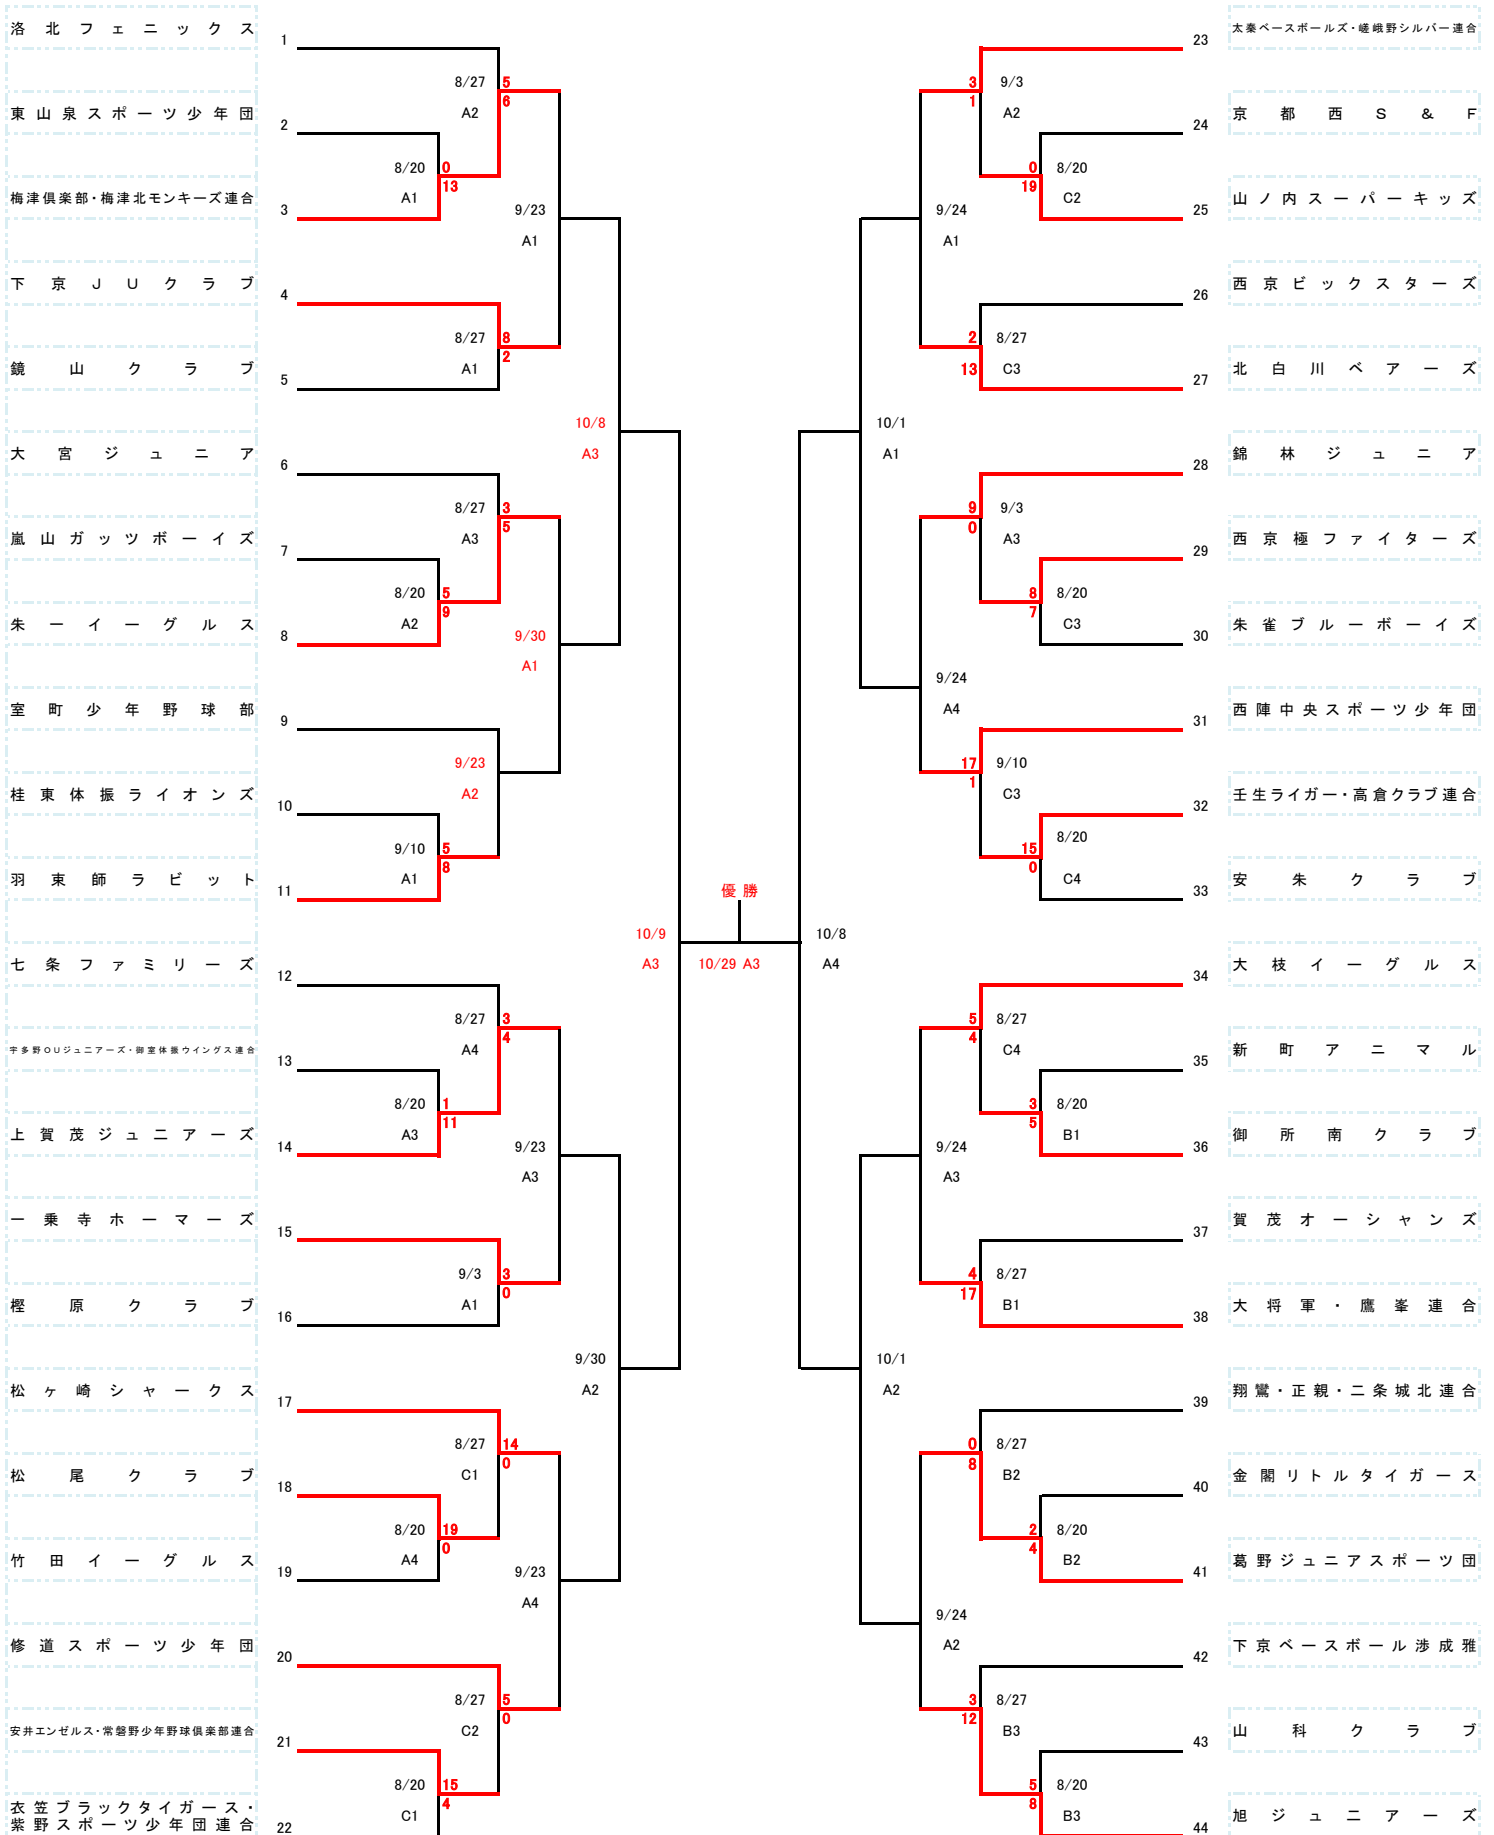 洛北フェニックス
1
8/27
5
6
A2
東山泉スポーツ少年団
2
8/20
0
13
A1
梅津倶楽部・梅津北モンキーズ連合
3
9/23
A1
下京JUクラブ
4
8/27
8
2
A1
鏡山クラブ
5
10/8
A3
大宮ジュニア
6
8/27
3
5
A3
嵐山ガッツボーイズ
7
8/20
5
9
A2
朱一イーグルス
8
9/30
A1
室町少年野球部
9
9/23
A2
桂東体振ライオンズ
10
9/10
5
8
A1
羽束師ラビット
11
優勝
10/9
A3
10/29 A3
七条ファミリーズ
12
8/27
3
4
A4
宇多野OUジュニアーズ・御室体振ウイングス連合
13
8/20
1
11
A3
上賀茂ジュニアーズ
14
9/23
A3
一乗寺ホーマーズ
15
9/3
3
0
A1
樫原クラブ
16
9/30
A2
松ヶ崎シャークス
17
8/27
14
0
C1
松尾クラブ
18
8/20
19
0
A4
竹田イーグルス
19
9/23
A4
修道スポーツ少年団
20
8/27
5
0
C2
安井エンゼルス・常磐野少年野球倶楽部連合
21
8/20
15
4
C1
衣笠ブラックタイガース・
紫野スポーツ少年団連合
22
太秦ベースボールズ・嵯峨野シルバー連合
23
3
1
9/3
A2
京都西S&F
24
0
19
8/20
C2
山ノ内スーパーキッズ
25
9/24
A1
西京ビックスターズ
26
2
13
8/27
C3
北白川ベアーズ
27
10/1
A1
錦林ジュニア
28
9
0
9/3
A3
西京極ファイターズ
29
8
7
8/20
C3
朱雀ブルーボーイズ
30
9/24
A4
西陣中央スポーツ少年団
31
17
1
9/10
C3
壬生ライガー・高倉クラブ連合
32
15
0
8/20
C4
安朱クラブ
33
10/8
A4
大枝イーグルス
34
5
4
8/27
C4
新町アニマル
35
3
5
8/20
B1
御所南クラブ
36
9/24
A3
賀茂オーシャンズ
37
4
17
8/27
B1
大将軍・鷹峯連合
38
10/1
A2
翔鸞・正親・二条城北連合
39
0
8
8/27
B2
金閣リトルタイガース
40
2
4
8/20
B2
葛野ジュニアスポーツ団
41
9/24
A2
下京ベースボール渉成雅
42
3
12
8/27
B3
山科クラブ
43
5
8
8/20
B3
旭ジュニアーズ
44